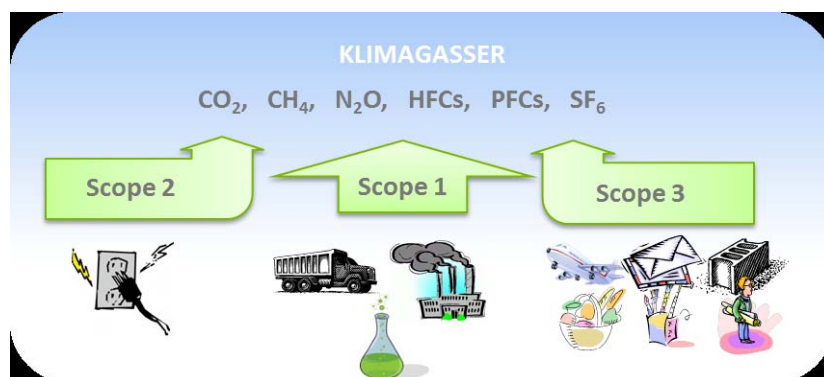 KLIMAGASSER
CO₂, CH₄, N₂O, HFCs, PFCs, SF₆
Scope 2
Scope 1
Scope 3